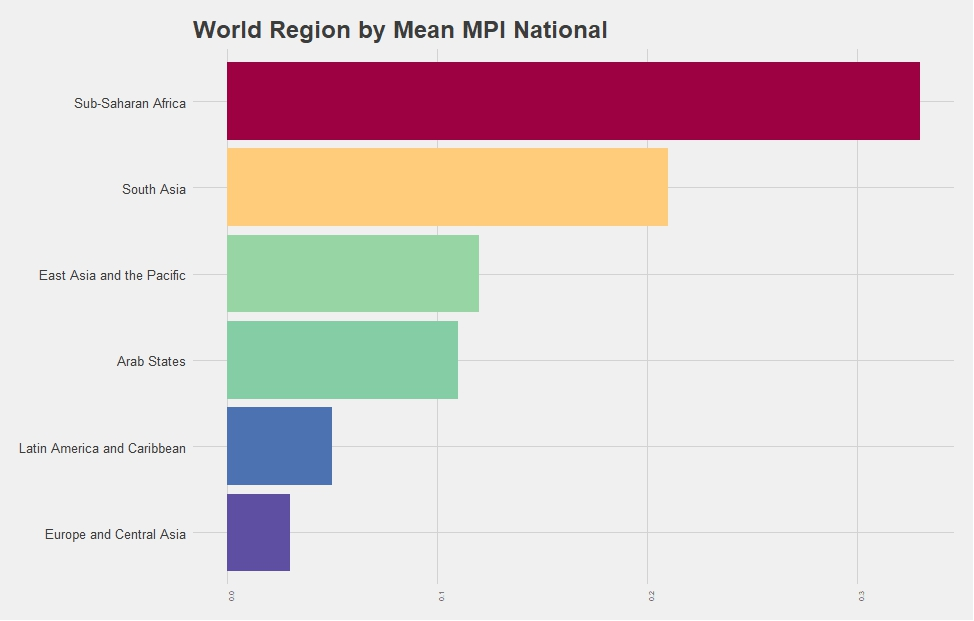 World Region by Mean MPI National
Sub-Saharan Africa
South Asia
East Asia and the Pacific
Arab States
Latin America and Caribbean
Europe and Central Asia
0.0
0.1
0.2
0.3